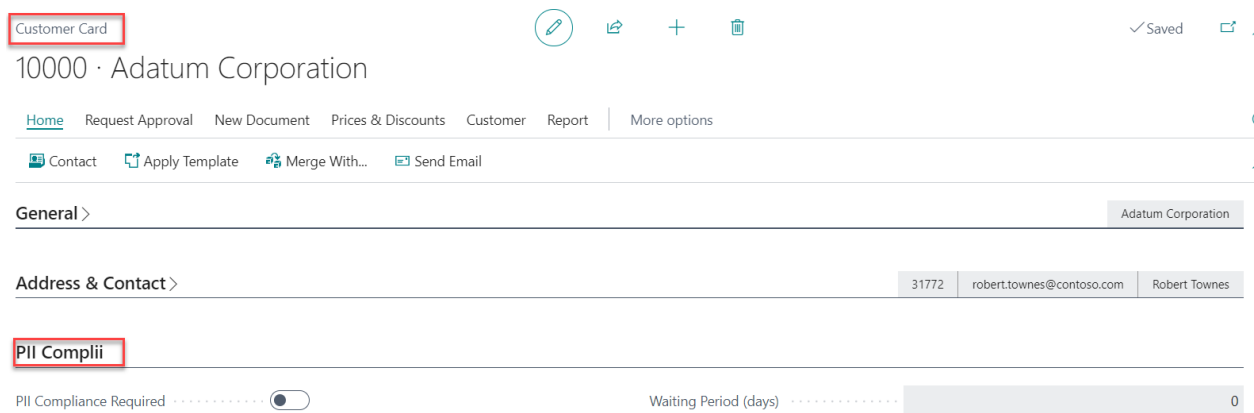 Customer Card
Saved
10000 · Adatum Corporation
Home Request Approval New Document Prices & Discounts Customer Report More options
Contact Apply Template Merge With... Send Email
General Adatum Corporation
Address & Contact 31772 robert.townes@contoso.com Robert Townes
PII Complii
PII Compliance Required Waiting Period (days) 0